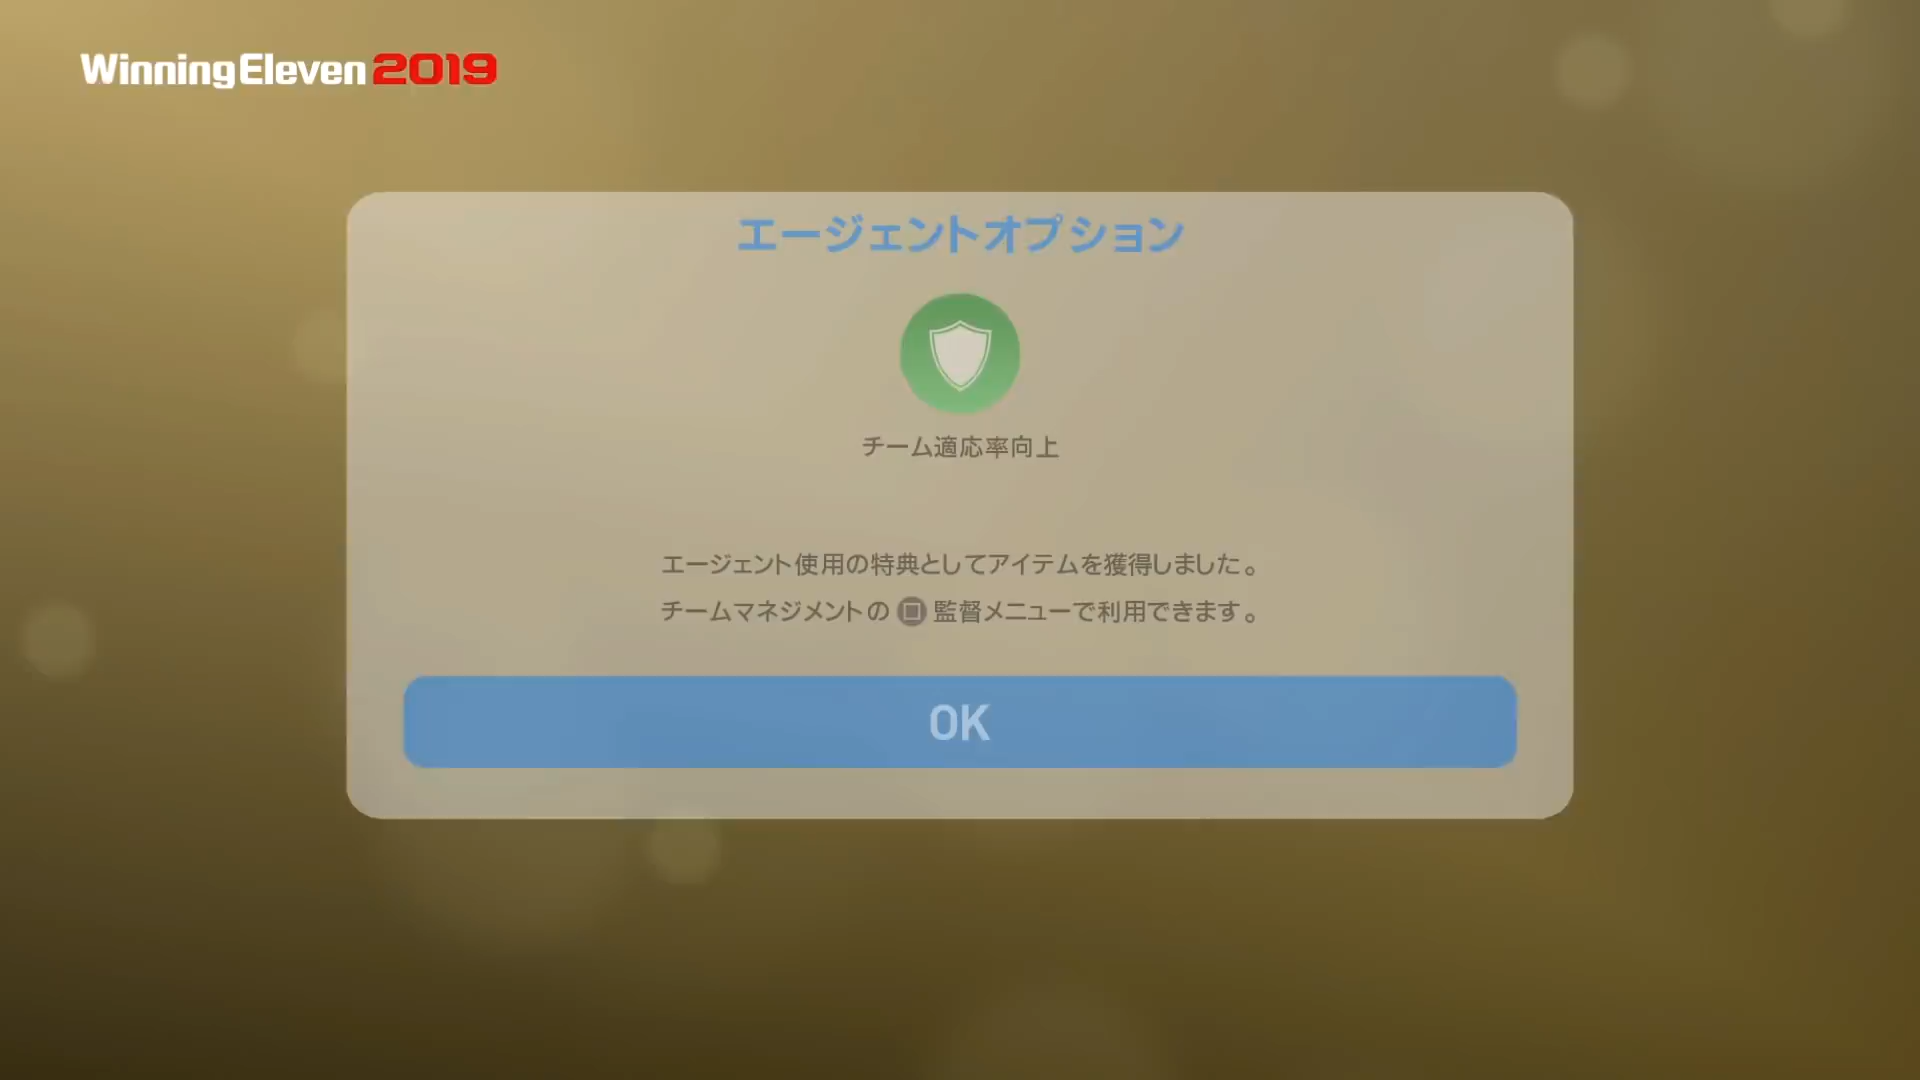 WinningEleven 2019
エージェントオプション
チーム適応率向上
エージェント使用の特典としてアイテムを獲得しました。
チームマネジメントの 監督メニューで利用できます。
OK